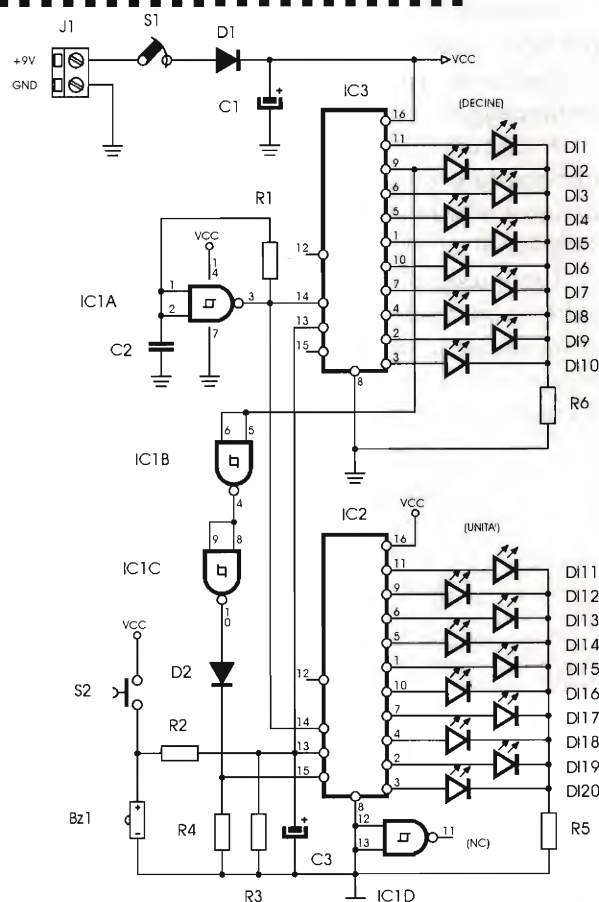 J1
S1
D1
+9V
GND
VCC
C1
IC3
(DECINE)
16
11
9
6
5
1
10
7
4
2
3
12
14
13
15
8
DI1
DI2
DI3
DI4
DI5
DI6
DI7
DI8
DI9
DI10
R6
R1
VCC
14
IC1A
1
2
3
7
C2
IC1B
6
5
4
IC1C
9
8
10
D2
VCC
S2
R2
Bz1
R4
R3
C3
IC2
VCC
(UNITA')
16
11
9
6
5
1
10
7
4
2
3
12
14
13
15
8
DI11
DI12
DI13
DI14
DI15
DI16
DI17
DI18
DI19
DI20
R5
12
13
11
(NC)
IC1D